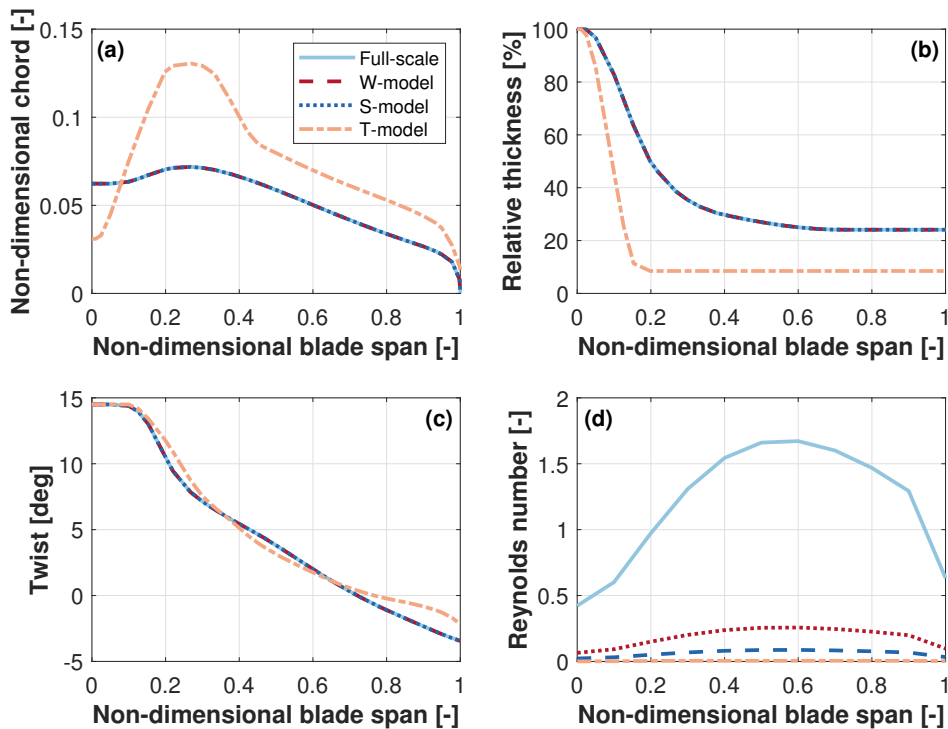 (a)
Non-dimensional chord [-]
0.15
0.1
0.05
0
Full-scale
W-model
S-model
T-model
0 0.2 0.4 0.6 0.8 1
Non-dimensional blade span [-]
(b)
Relative thickness [%]
100
80
60
40
20
0
0 0.2 0.4 0.6 0.8 1
Non-dimensional blade span [-]
(c)
Twist [deg]
15
10
5
0
-5
0 0.2 0.4 0.6 0.8 1
Non-dimensional blade span [-]
(d)
Reynolds number [-]
2
1.5
1
0.5
0
0 0.2 0.4 0.6 0.8 1
Non-dimensional blade span [-]